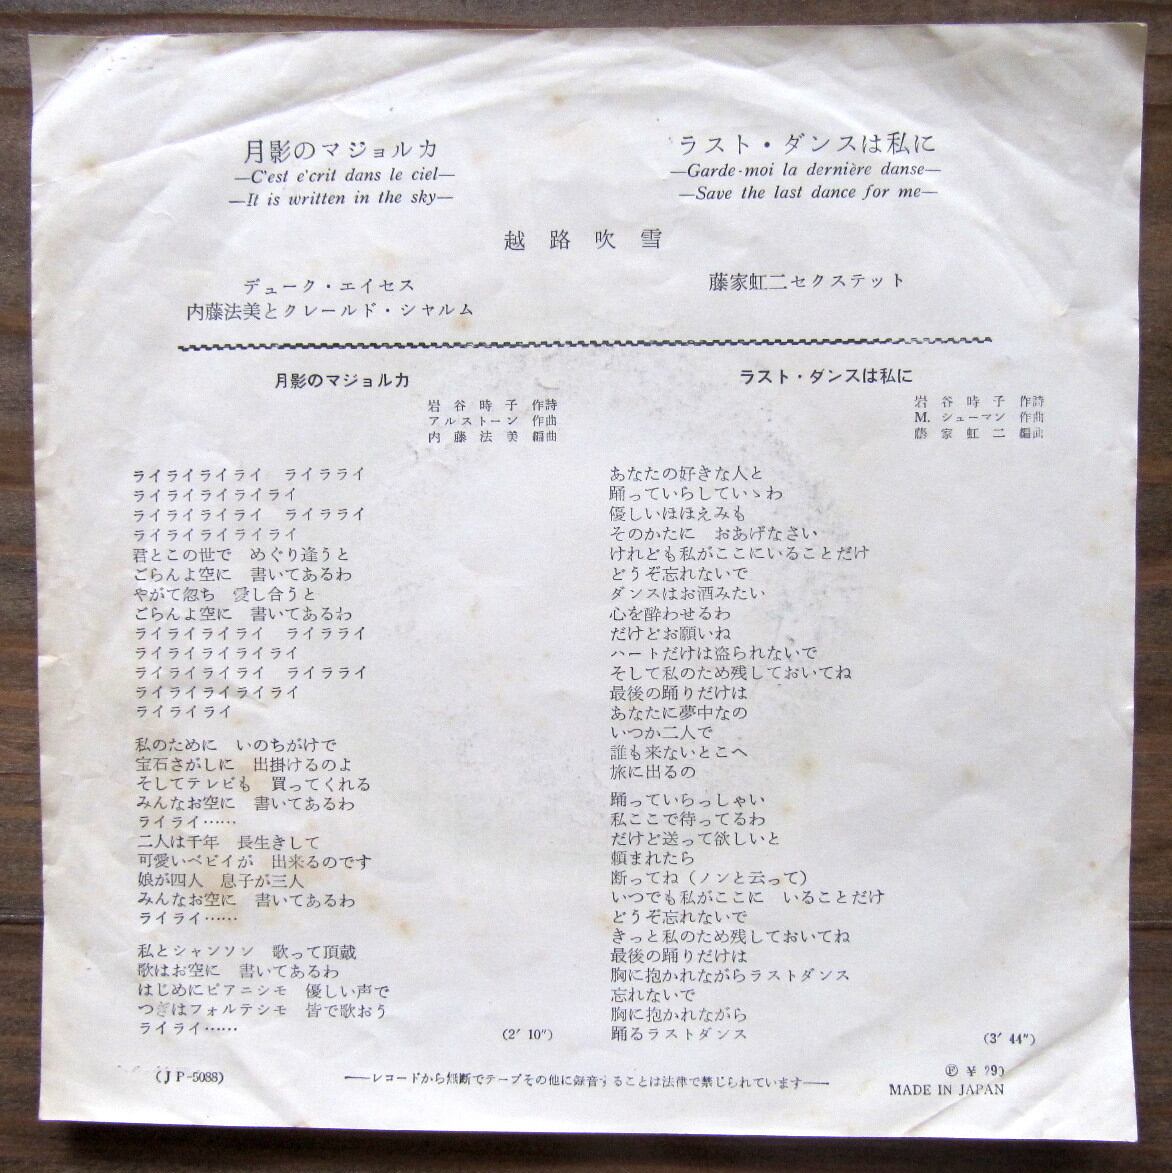 月影のマジョルカ
—C'est e'crit dans le ciel—
—It is written in the sky—
ラスト・ダンスは私に
—Garde-moi la dernière danse—
—Save the last dance for me—
越路吹雪
デューク・エイセス
内藤法美とクレールド・シャルム
藤家虹二セクステット
月影のマジョルカ
岩谷時子 作詩
アルストーン 作曲
内藤法美 編曲
ライライライライ　ライラライ
ライライライライライ
ライライライライ　ライラライ
ライライライライライ
君とこの世で　めぐり逢うと
ごらんよ空に　書いてあるわ
やがて忽ち　愛し合うと
ごらんよ空に　書いてあるわ
ライライライライ　ライラライ
ライライライライライ
ライライライライ　ライラライ
ライライライライライ
ライライライ
私のために　いのちがけで
宝石さがしに　出掛けるのよ
そしてテレビも　買ってくれる
みんなお空に　書いてあるわ
ライライ……
二人は千年　長生きして
可愛いベビイが　出来るのです
娘が四人　息子が三人
みんなお空に　書いてあるわ
ライライ……
私とシャンソン　歌って頂戴
歌はお空に　書いてあるわ
はじめにピアニシモ　優しい声で
つぎはフォルテシモ　皆で歌おう
ライライ……
(2′ 10″)
ラスト・ダンスは私に
岩谷時子 作詩
M. シューマン 作曲
藤家虹二 編曲
あなたの好きな人と
踊っていらしていゝわ
優しいほほえみも
そのかたに　おあげなさい
けれども私がここにいることだけ
どうぞ忘れないで
ダンスはお酒みたい
心を酔わせるわ
だけどお願いね
ハートだけは盗られないで
そして私のため残しておいてね
最後の踊りだけは
あなたに夢中なの
いつか二人で
誰も来ないとこへ
旅に出るの
踊っていらっしゃい
私ここで待ってるわ
だけど送って欲しいと
頼まれたら
断ってね（ノンと云って）
いつでも私がここに　いることだけ
どうぞ忘れないで
きっと私のため残しておいてね
最後の踊りだけは
胸に抱かれながらラストダンス
忘れないで
胸に抱かれながら
踊るラストダンス
(3′ 44″)
(JP-5088)
——レコードから無断でテープその他に録音することは法律で禁じられています——
Ⓟ ￥290
MADE IN JAPAN